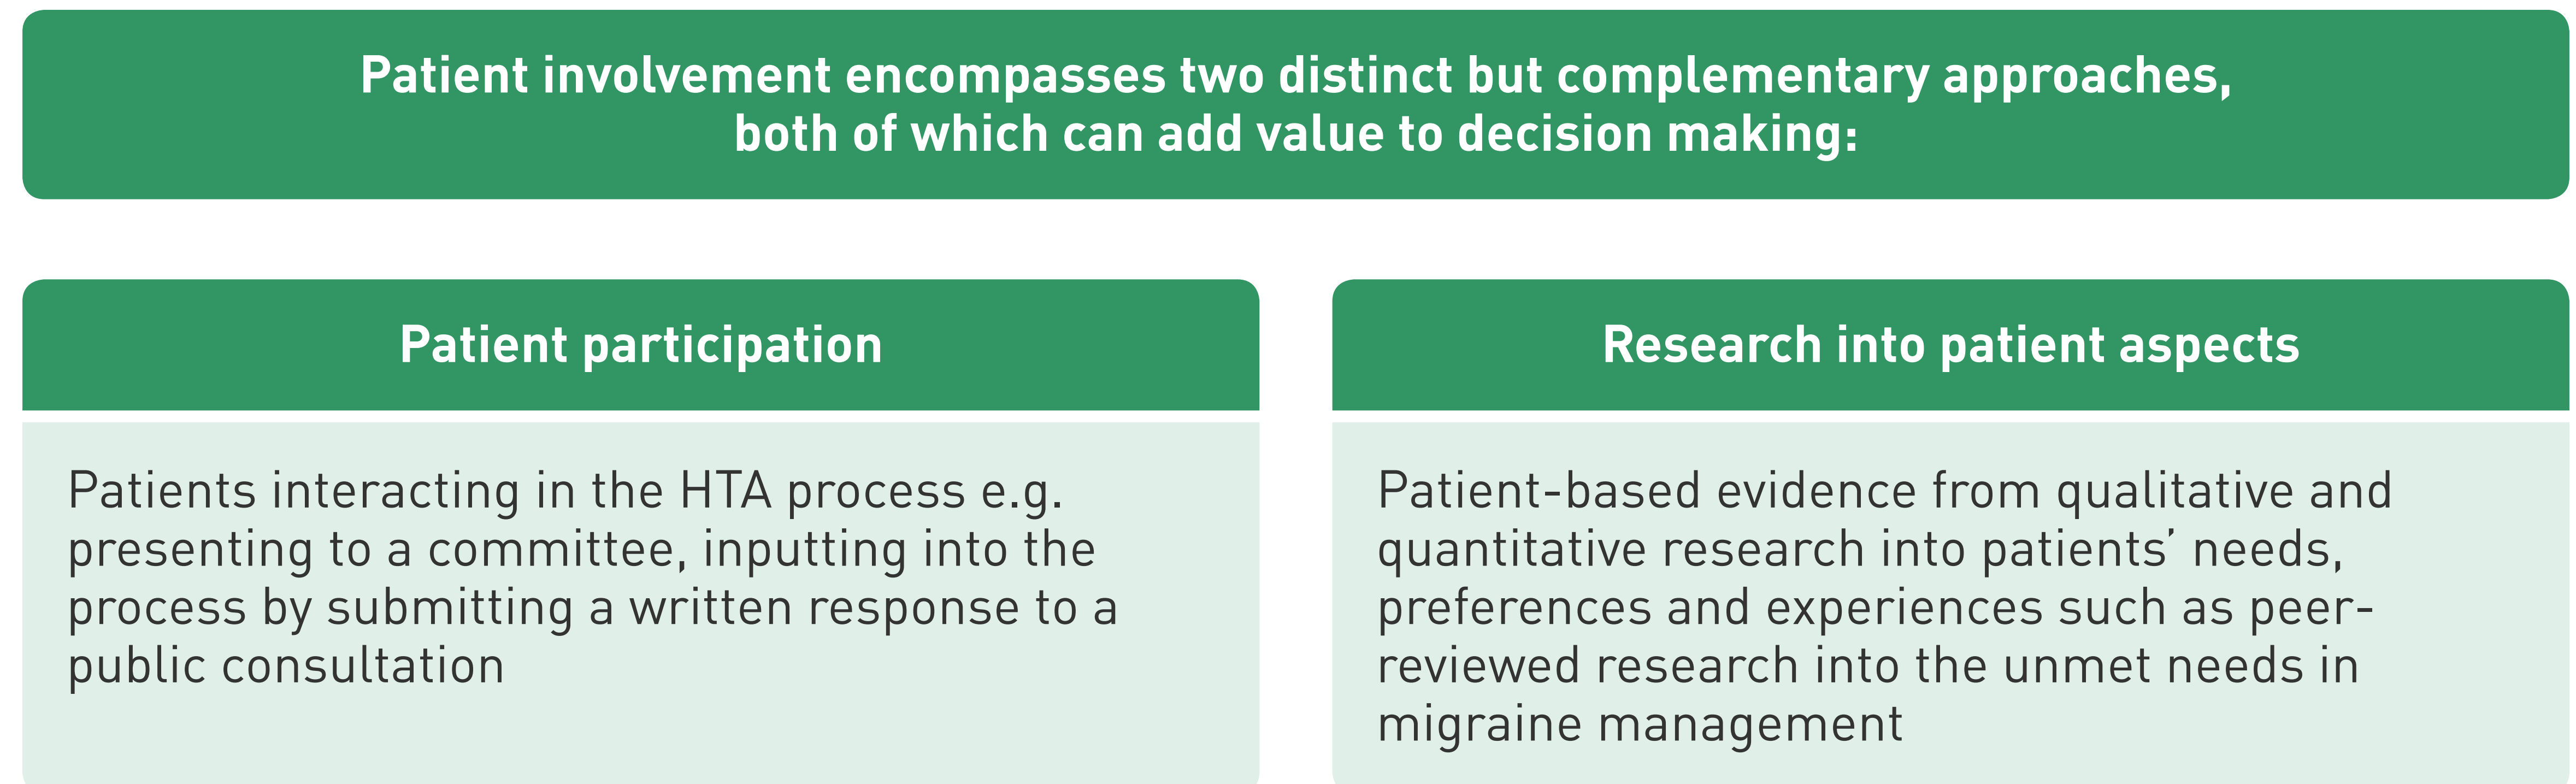 Patient involvement encompasses two distinct but complementary approaches,
both of which can add value to decision making:
Patient participation
Patients interacting in the HTA process e.g.
presenting to a committee, inputting into the
process by submitting a written response to a
public consultation
Research into patient aspects
Patient-based evidence from qualitative and
quantitative research into patients’ needs,
preferences and experiences such as peer-
reviewed research into the unmet needs in
migraine management